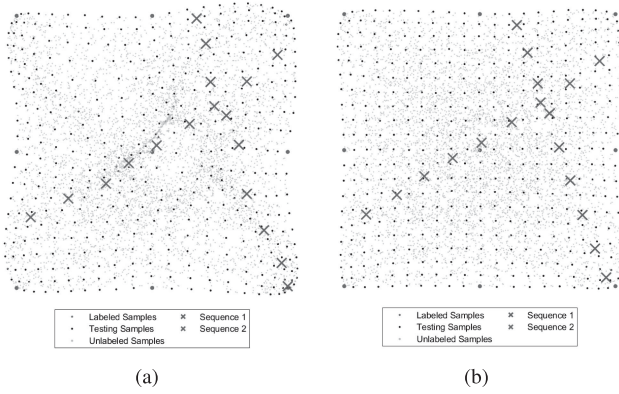 Labeled Samples Sequence 1
Testing Samples Sequence 2
Unlabeled Samples
Labeled Samples Sequence 1
Testing Samples Sequence 2
Unlabeled Samples
(a)
(b)